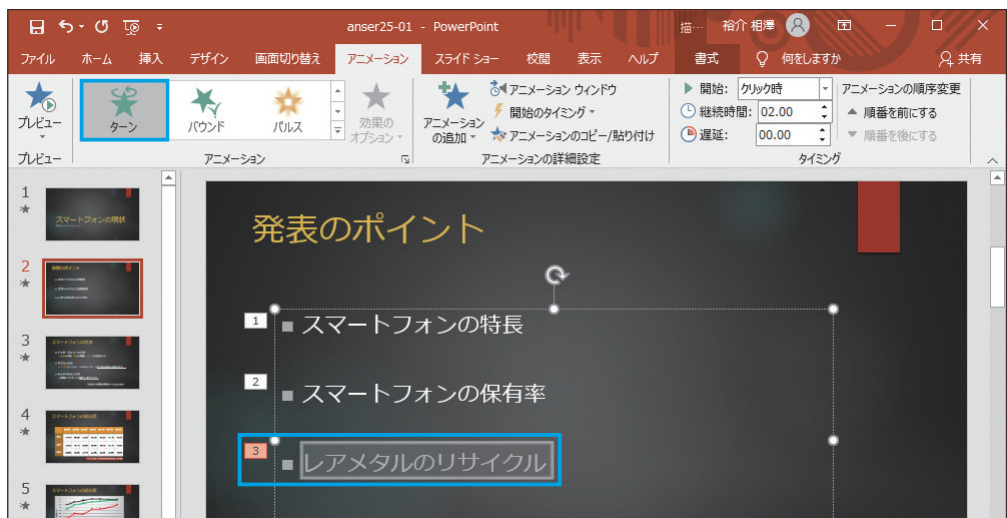 anser25-01 - PowerPoint
描… 裕介 相澤
ファイル ホーム 挿入 デザイン 画面切り替え アニメーション スライド ショー 校閲 表示 ヘルプ 書式 何をしますか 共有
プレビュー
ターン バウンド パルス
効果のオプション
アニメーションの追加
アニメーション ウィンドウ
開始のタイミング
アニメーションのコピー/貼り付け
開始: クリック時
継続時間: 02.00
遅延: 00.00
アニメーションの順序変更
順番を前にする
順番を後にする
プレビュー アニメーション アニメーションの詳細設定 タイミング
1
スマートフォンの現状
2
3
4
5
発表のポイント
1 ■ スマートフォンの特長
2 ■ スマートフォンの保有率
3 ■ レアメタルのリサイクル